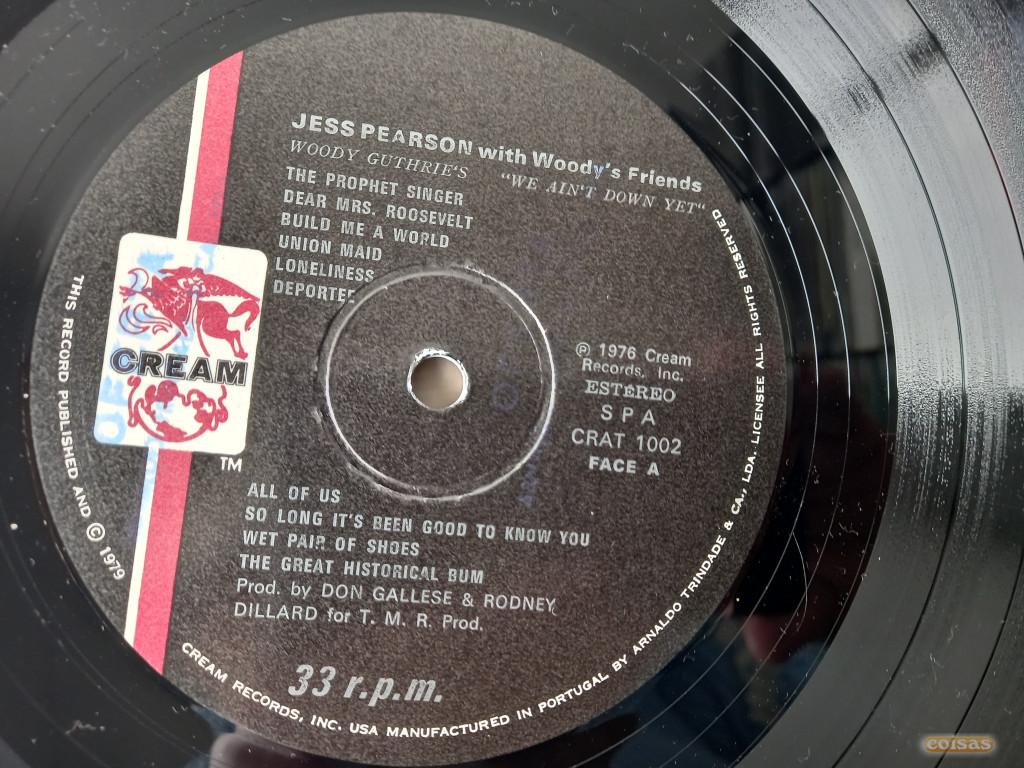 JESS PEARSON with Woody's Friends
WOODY GUTHRIE'S "WE AIN'T DOWN YET"
THE PROPHET SINGER
DEAR MRS. ROOSEVELT
BUILD ME A WORLD
UNION MAID
LONELINESS
DEPORTEE
CREAM
TM
℗ 1976 Cream
Records, Inc.
ESTÉREO
SPA
CRAT 1002
FACE A
ALL OF US
SO LONG IT'S BEEN GOOD TO KNOW YOU
WET PAIR OF SHOES
THE GREAT HISTORICAL BUM
Prod. by DON GALLESE & RODNEY
DILLARD for T. M. R. Prod.
33 r.p.m.
THIS RECORD PUBLISHED AND © 1979
CREAM RECORDS, INC. USA MANUFACTURED IN PORTUGAL BY ARNALDO TRINDADE & CA., LDA. LICENSEE ALL RIGHTS RESERVED
coisas